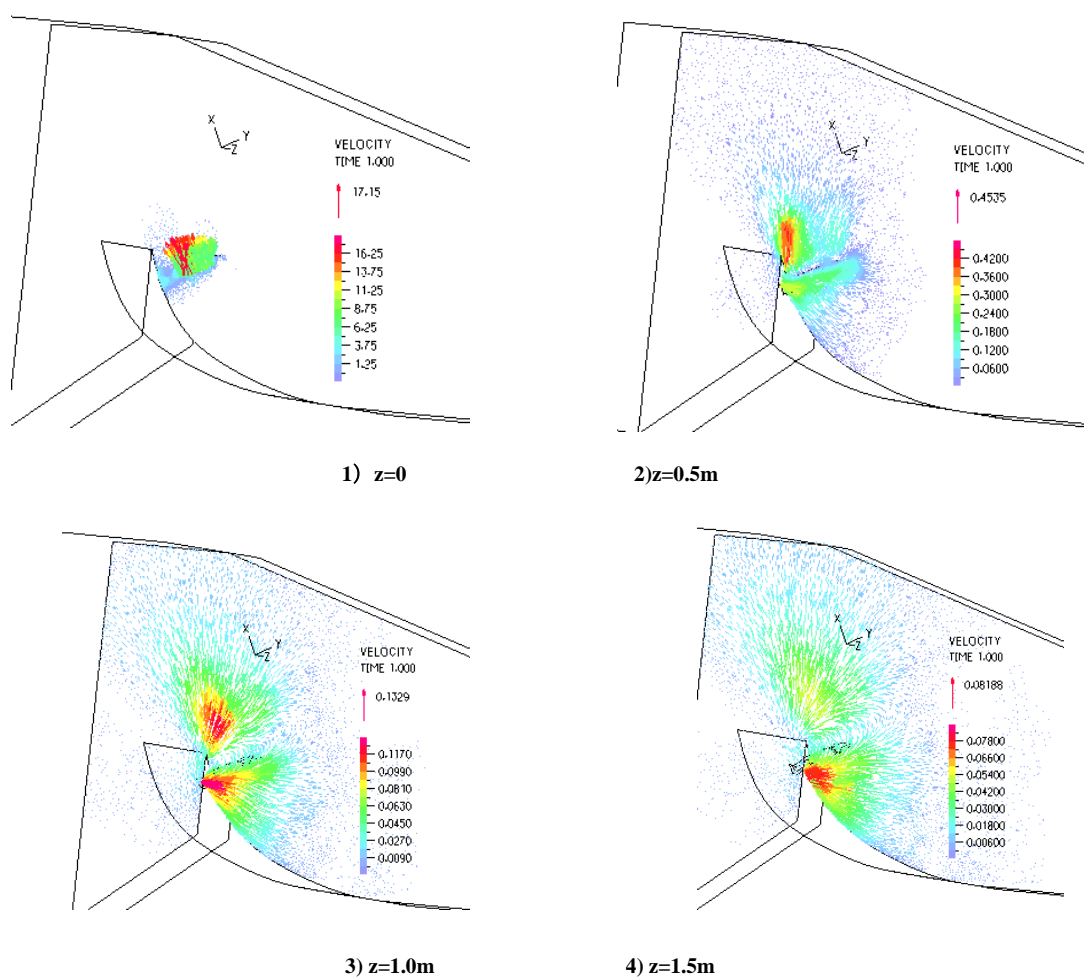 X
Y
Z
VELOCITY
TIME 1.000
17.15
16.25
13.75
11.25
8.75
6.25
3.75
1.25
1）z=0
X
Y
Z
VELOCITY
TIME 1.000
0.4535
0.4200
0.3600
0.3000
0.2400
0.1800
0.1200
0.0600
2)z=0.5m
X
Y
Z
VELOCITY
TIME 1.000
0.1329
0.1170
0.0990
0.0810
0.0630
0.0450
0.0270
0.0090
3) z=1.0m
X
Y
Z
VELOCITY
TIME 1.000
0.08188
0.07800
0.06600
0.05400
0.04200
0.03000
0.01800
0.00600
4) z=1.5m